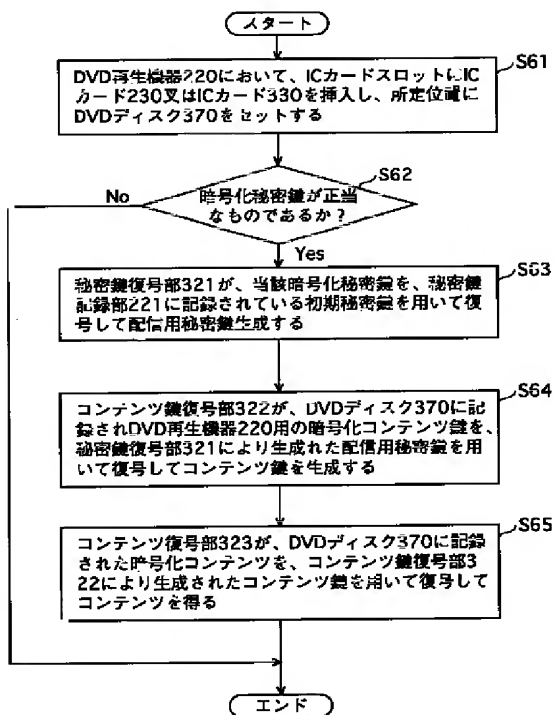 スタート
S61
DVD再生機器220において、ICカードスロットにIC
カード230又はICカード330を挿入し、所定位置に
DVDディスク370をセットする
S62
No
暗号化秘密鍵が正当
なものであるか？
Yes
S63
秘密鍵復号部321が、当該暗号化秘密鍵を、秘密鍵
記録部221に記録されている初期秘密鍵を用いて復
号して配信用秘密鍵生成する
S64
コンテンツ鍵復号部322が、DVDディスク370に記
録されDVD再生機器220用の暗号化コンテンツ鍵を、
秘密鍵復号部321により生成された配信用秘密鍵を用
いて復号してコンテンツ鍵を生成する
S65
コンテンツ復号部323が、DVDディスク370に記録
された暗号化コンテンツを、コンテンツ鍵復号部3
22により生成されたコンテンツ鍵を用いて復号して
コンテンツを得る
エンド